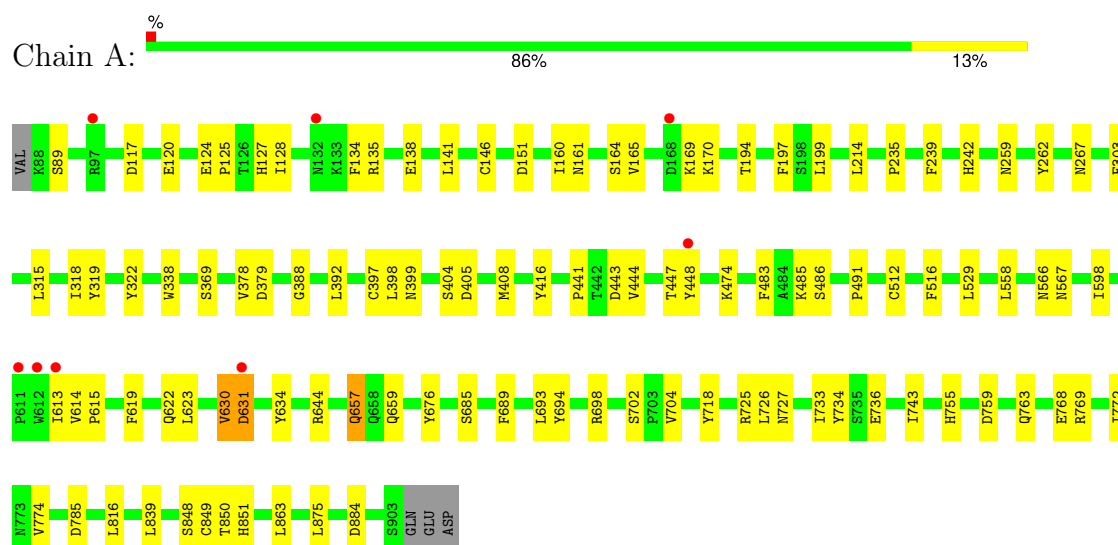 %
Chain A:
86% 13%
VAL K88 S89 R97 D117 E120 E124 P125 T126 H127 I128 N132 K133 F134 R135 E138 L141 C146 D151 I160 N161 S164 V165 D168 K169 K170 T194 F197 S198 L199 L214 P235 F239 H242 N259 Y262 N267
L315 I318 Y319 Y322 W338 S369 V378 D379 G388 L392 C397 L398 N399 S404 D405 M408 Y416 P441 T442 D443 V444 T447 Y448 K474 F483 A484 K485 S486 P491 C512 F516 L529 L558 N566 N567 I598
P611 W612 I613 V614 P615 F619 Q622 L623 V630 D631 Y634 R644 Q657 Q658 Q659 Y676 S685 F689 L693 Y694 R698 S702 P703 V704 Y718 R725 L726 N727 I733 Y734 S735 E736 I743 H755 D759 Q763 E768 R769
N773 V774 D785 L816 L839 S848 C849 T850 H851 L863 L875 D884 S903 GLN GLU ASP